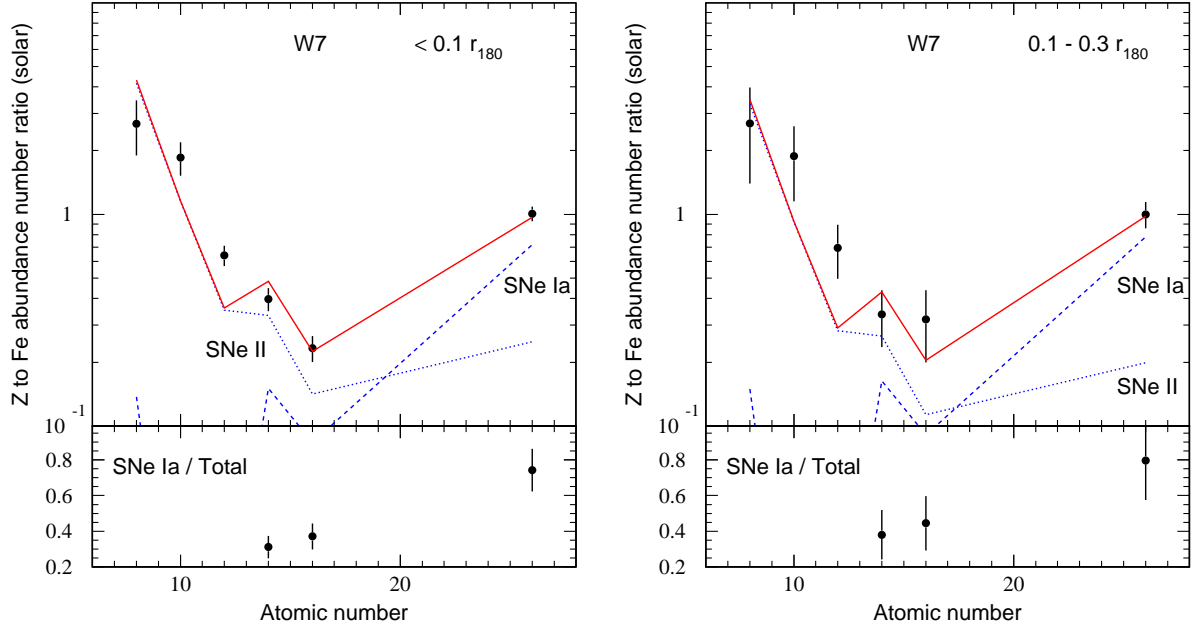 Z to Fe abundance number ratio (solar)
W7
< 0.1 r180
1
SNe Ia
SNe II
10 -1
SNe Ia / Total
0.8
0.6
0.4
0.2
10
20
Atomic number
Z to Fe abundance number ratio (solar)
W7
0.1 - 0.3 r180
1
SNe Ia
SNe II
10 -1
SNe Ia / Total
0.8
0.6
0.4
0.2
10
20
Atomic number